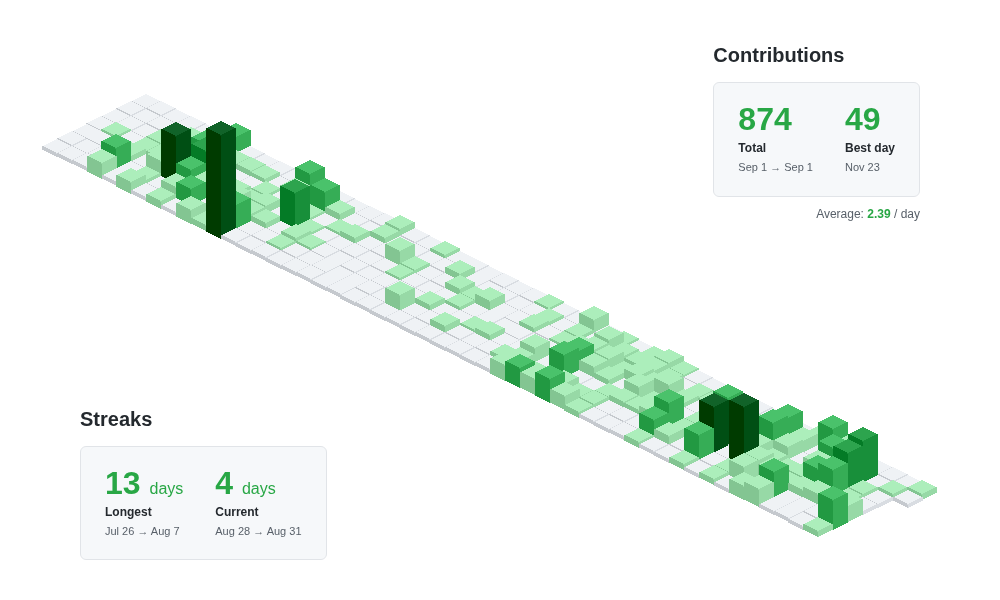 Contributions
874 49
Total Best day
Sep 1 → Sep 1 Nov 23
Average: 2.39 / day
Streaks
13 days 4 days
Longest Current
Jul 26 → Aug 7 Aug 28 → Aug 31